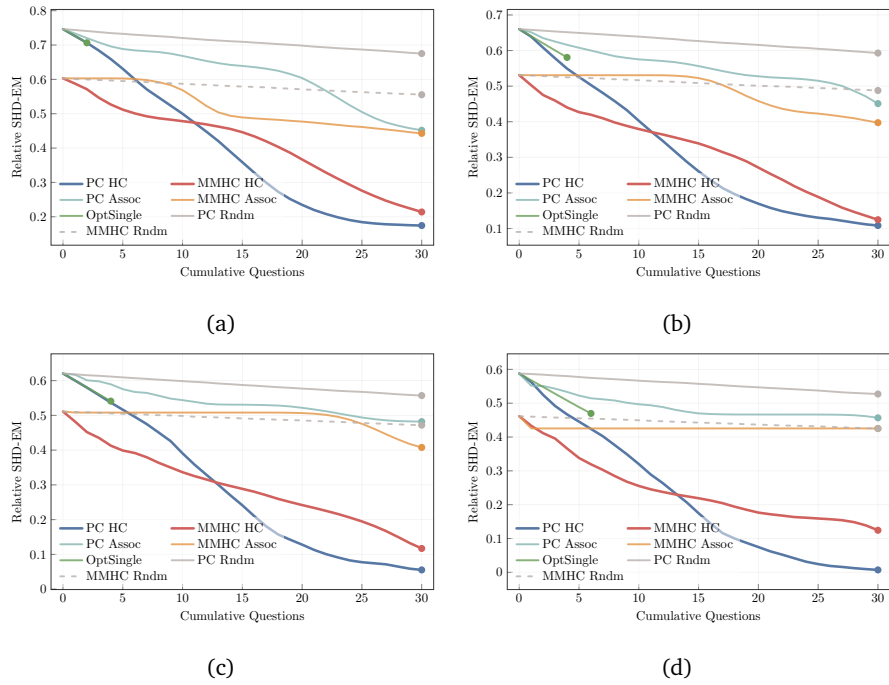 0.8
0.7
0.6
0.5
0.4
0.3
0.2
Relative SHD-EM
PC HC MMHC HC
PC Assoc MMHC Assoc
OptSingle PC Rndm
MMHC Rndm
0 5 10 15 20 25 30
Cumulative Questions
(a)
0.7
0.6
0.5
0.4
0.3
0.2
0.1
Relative SHD-EM
PC HC MMHC HC
PC Assoc MMHC Assoc
OptSingle PC Rndm
MMHC Rndm
0 5 10 15 20 25 30
Cumulative Questions
(b)
0.6
0.5
0.4
0.3
0.2
0.1
0
Relative SHD-EM
PC HC MMHC HC
PC Assoc MMHC Assoc
OptSingle PC Rndm
MMHC Rndm
0 5 10 15 20 25 30
Cumulative Questions
(c)
0.6
0.5
0.4
0.3
0.2
0.1
0
Relative SHD-EM
PC HC MMHC HC
PC Assoc MMHC Assoc
OptSingle PC Rndm
MMHC Rndm
0 5 10 15 20 25 30
Cumulative Questions
(d)